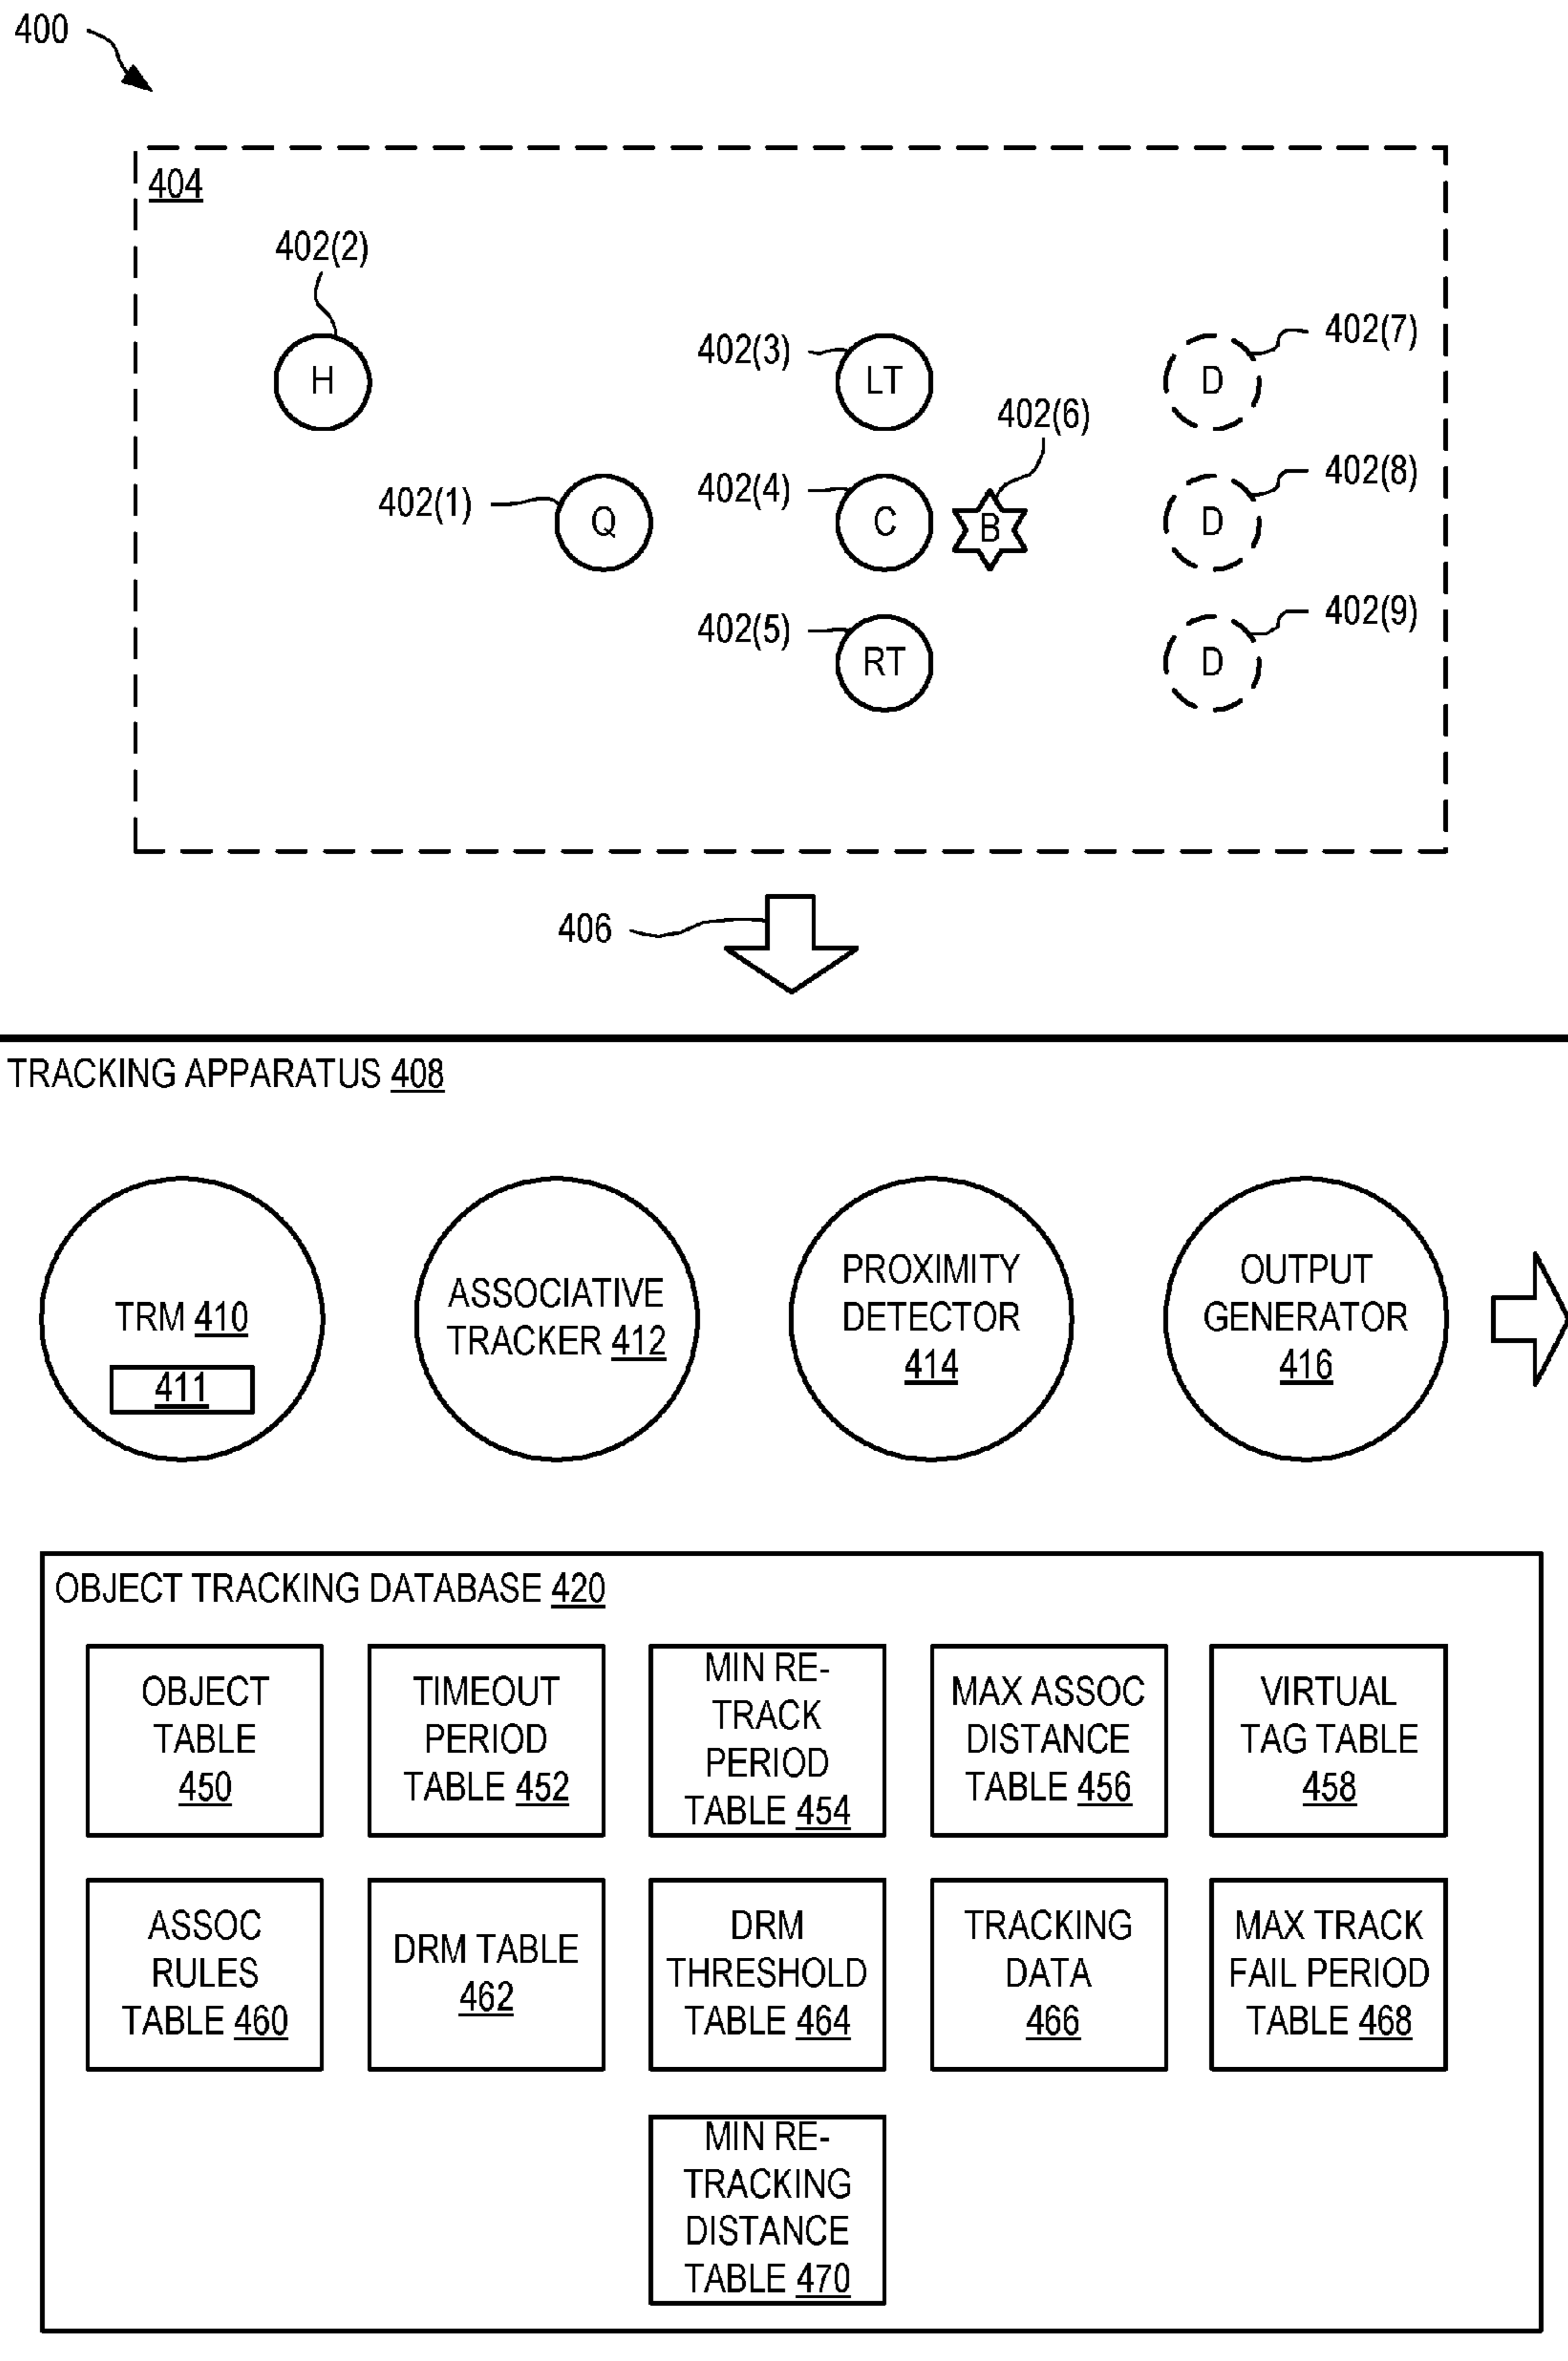 400
404
402(2)
H
402(3)
LT
402(7)
D
402(6)
402(1)
Q
402(4)
C
B
402(8)
D
402(5)
RT
402(9)
D
406
TRACKING APPARATUS 408
TRM 410
411
ASSOCIATIVE
TRACKER 412
PROXIMITY
DETECTOR
414
OUTPUT
GENERATOR
416
OBJECT TRACKING DATABASE 420
OBJECT
TABLE
450
TIMEOUT
PERIOD
TABLE 452
MIN RE-
TRACK
PERIOD
TABLE 454
MAX ASSOC
DISTANCE
TABLE 456
VIRTUAL
TAG TABLE
458
ASSOC
RULES
TABLE 460
DRM TABLE
462
DRM
THRESHOLD
TABLE 464
TRACKING
DATA
466
MAX TRACK
FAIL PERIOD
TABLE 468
MIN RE-
TRACKING
DISTANCE
TABLE 470